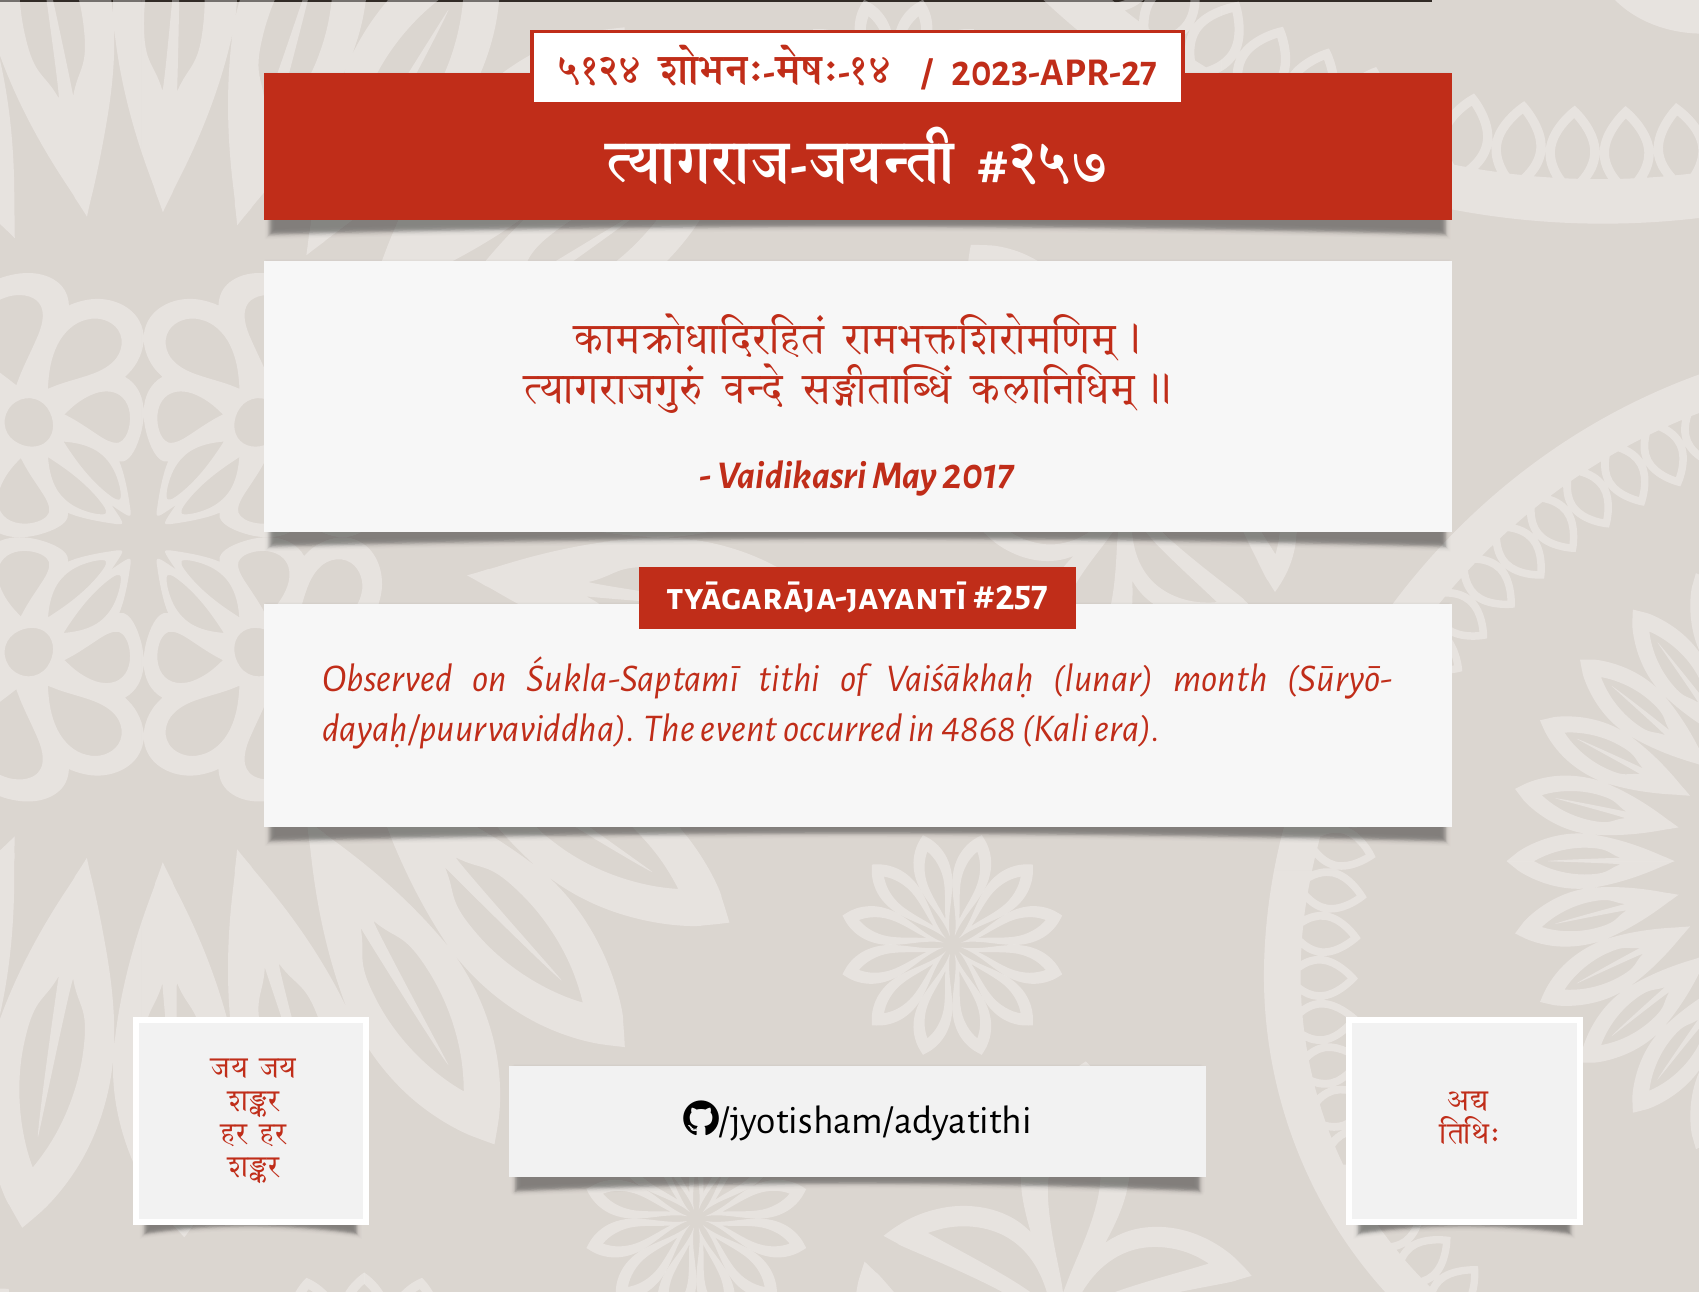 ५१२४ शोभनः-मेषः-१४ / 2023-APR-27
त्यागराज-जयन्ती #२५७
कामक्रोधादिरहितं रामभक्तशिरोमणिम् ।
त्यागराजगुरुं वन्दे सङ्गीताब्धिं कलानिधिम् ॥
- Vaidikasri May 2017
TYĀGARĀJA-JAYANTĪ #257
Observed on Śukla-Saptamī tithi of Vaiśākhaḥ (lunar) month (Sūryō-
dayaḥ/puurvaviddha). The event occurred in 4868 (Kali era).
जय जय
शङ्कर
हर हर
शङ्कर
/jyotisham/adyatithi
अद्य
तिथिः